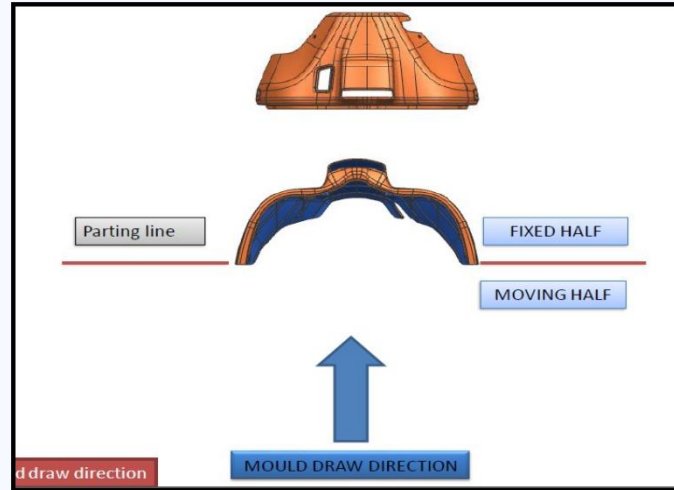 Parting line
FIXED HALF
MOVING HALF
MOULD DRAW DIRECTION
d draw direction